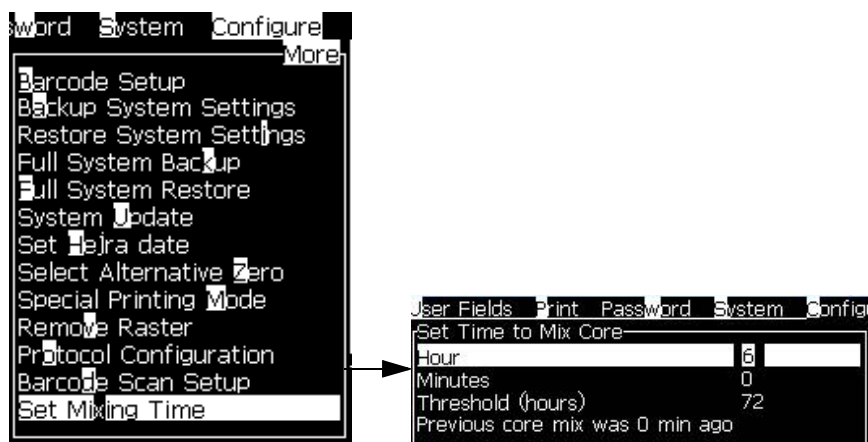 sword System Configure
More
Barcode Setup
Backup System Settings
Restore System Settings
Full System Backup
Full System Restore
System Update
Set Hejra date
Select Alternative Zero
Special Printing Mode
Remove Raster
Protocol Configuration
Barcode Scan Setup
Set Mixing Time
User Fields Print Password System Configu
Set Time to Mix Core
Hour 6
Minutes 0
Threshold (hours) 72
Previous core mix was 0 min ago